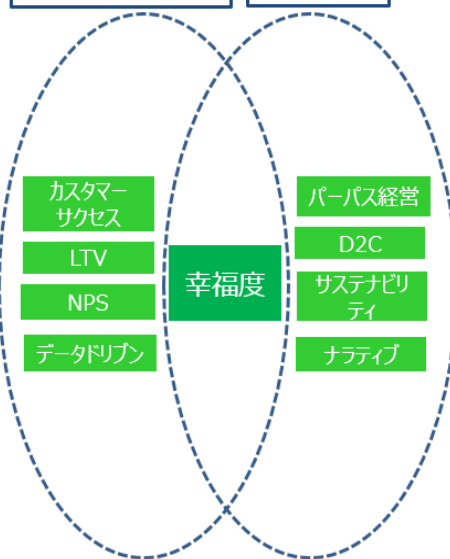 カスタマー
サクセス
LTV
NPS
データドリブン
幸福度
パーパス経営
D2C
サステナビリ
ティ
ナラティブ